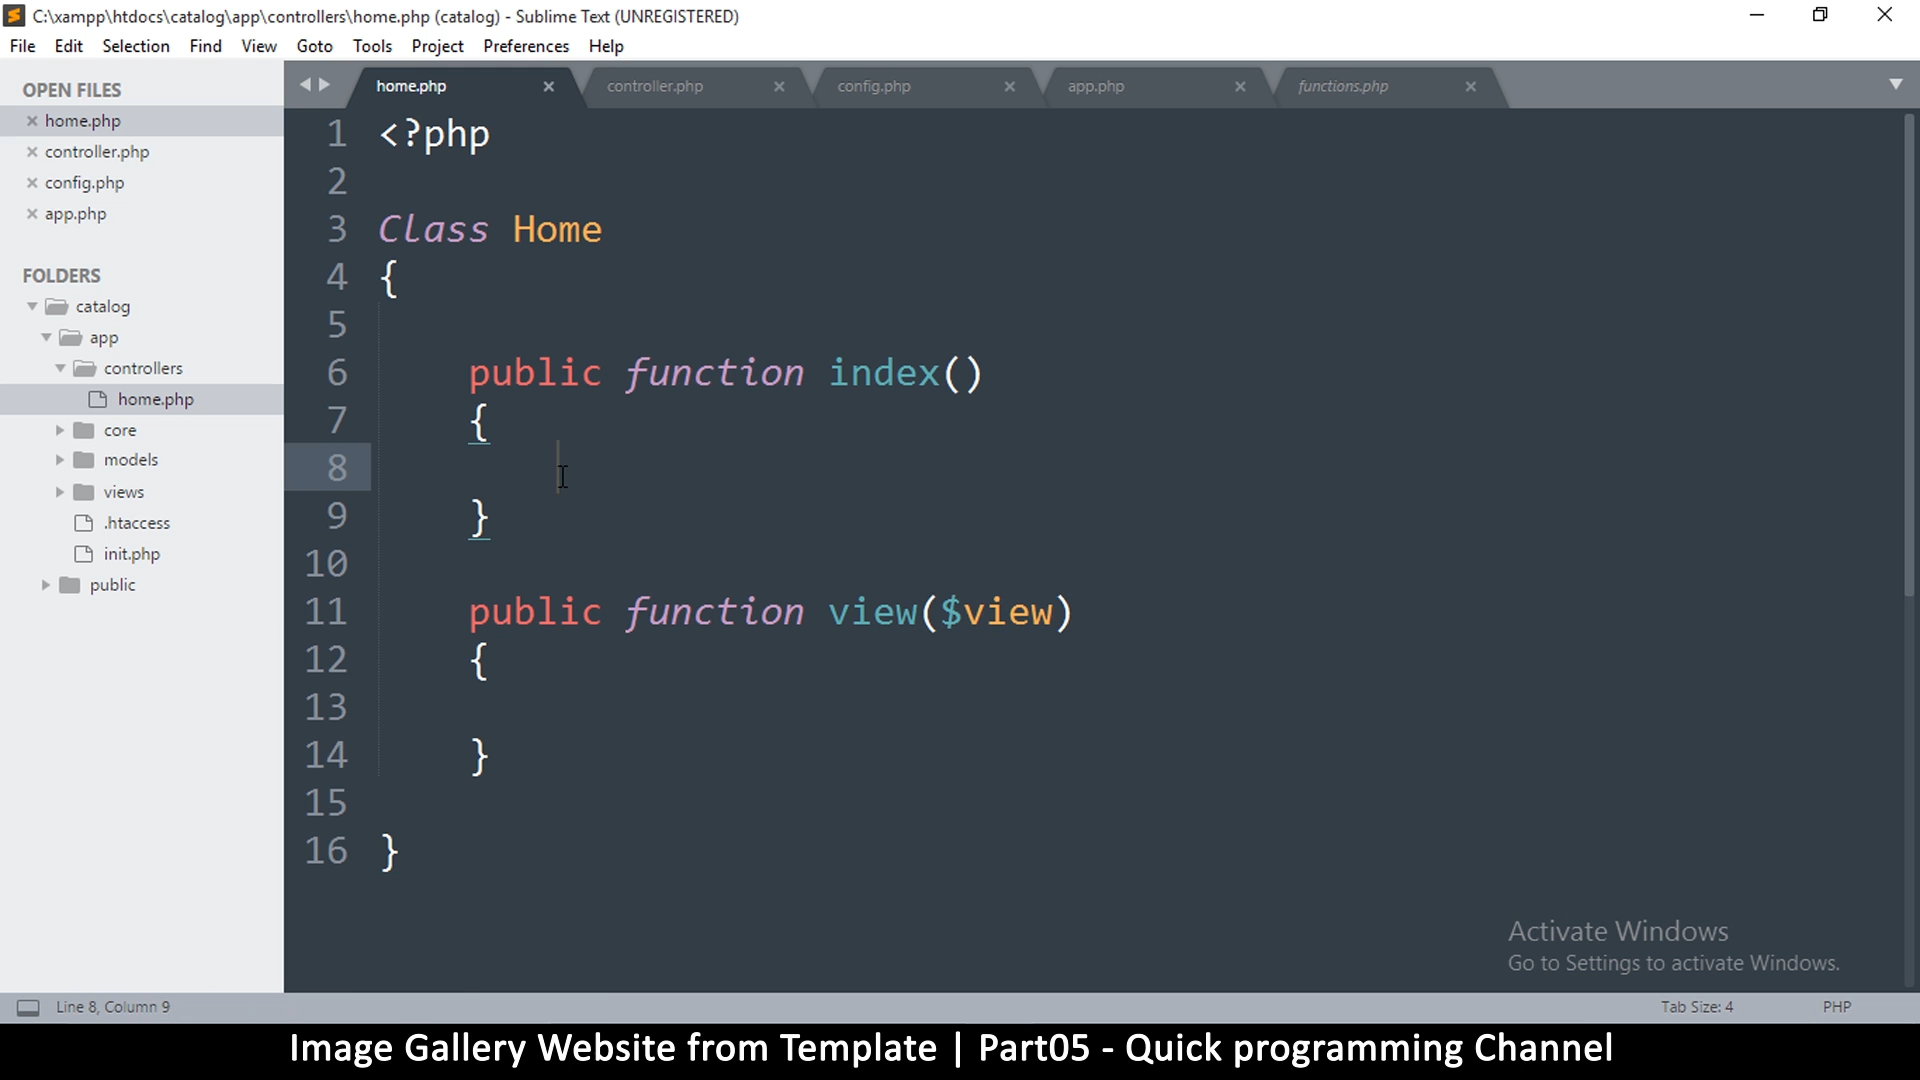 C:\xampp\htdocs\catalog\app\controllers\home.php (catalog) - Sublime Text (UNREGISTERED)
File Edit Selection Find View Goto Tools Project Preferences Help
OPEN FILES
home.php
controller.php
config.php
app.php
FOLDERS
catalog
app
controllers
home.php
core
models
views
.htaccess
init.php
public
home.php controller.php config.php app.php functions.php
1 <?php
2
3 Class Home
4 {
5
6 public function index()
7 {
8
9 }
10
11 public function view($view)
12 {
13
14 }
15
16 }
Activate Windows
Go to Settings to activate Windows.
Line 8, Column 9 Tab Size: 4 PHP
Image Gallery Website from Template | Part05 - Quick programming Channel